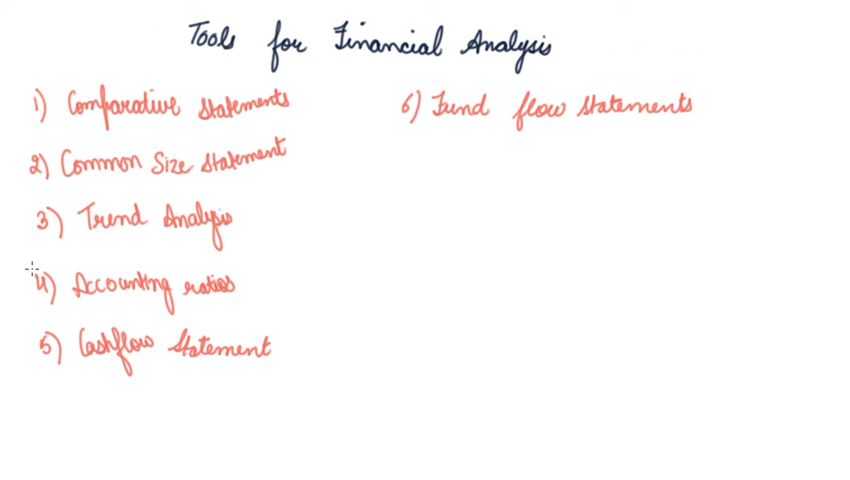 Tools for Financial Analysis
1) Comparative Statements
2) Common Size Statement
3) Trend Analysis
4) Accounting ratios
5) Cashflow Statement
6) Fund flow statements